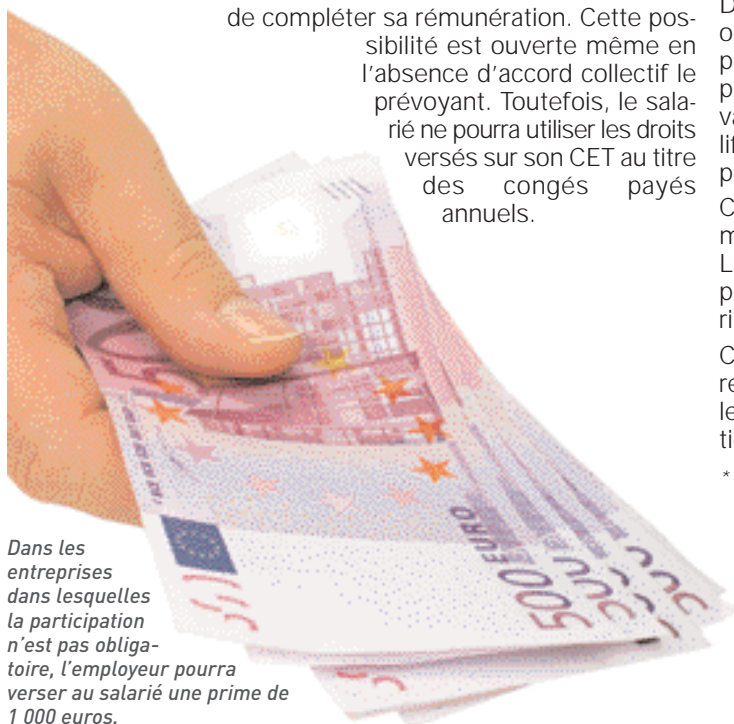 de compléter sa rémunération. Cette pos-
sibilité est ouverte même en
l'absence d'accord collectif le
prévoyant. Toutefois, le sala-
rié ne pourra utiliser les droits
versés sur son CET au titre
des congés payés
annuels.
Dans les
entreprises
dans lesquelles
la participation
n'est pas obliga-
toire, l'employeur pourra
verser au salarié une prime de
1 000 euros.
500 EURO
*